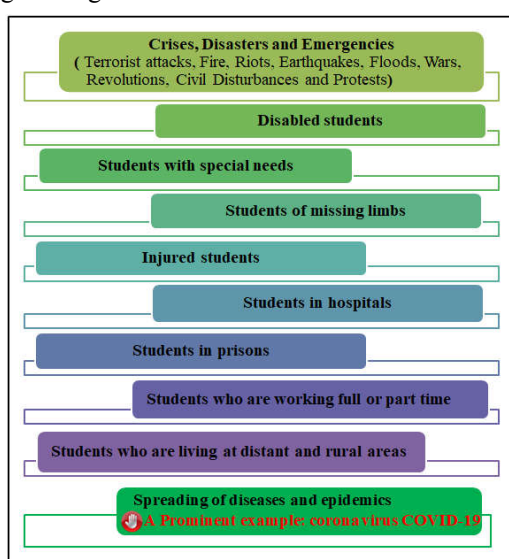 Crises, Disasters and Emergencies
( Terrorist attacks, Fire, Riots, Earthquakes, Floods, Wars,
Revolutions, Civil Disturbances and Protests)
Disabled students
Students with special needs
Students of missing limbs
Injured students
Students in hospitals
Students in prisons
Students who are working full or part time
Students who are living at distant and rural areas
Spreading of diseases and epidemics
A Prominent example: coronavirus COVID-19